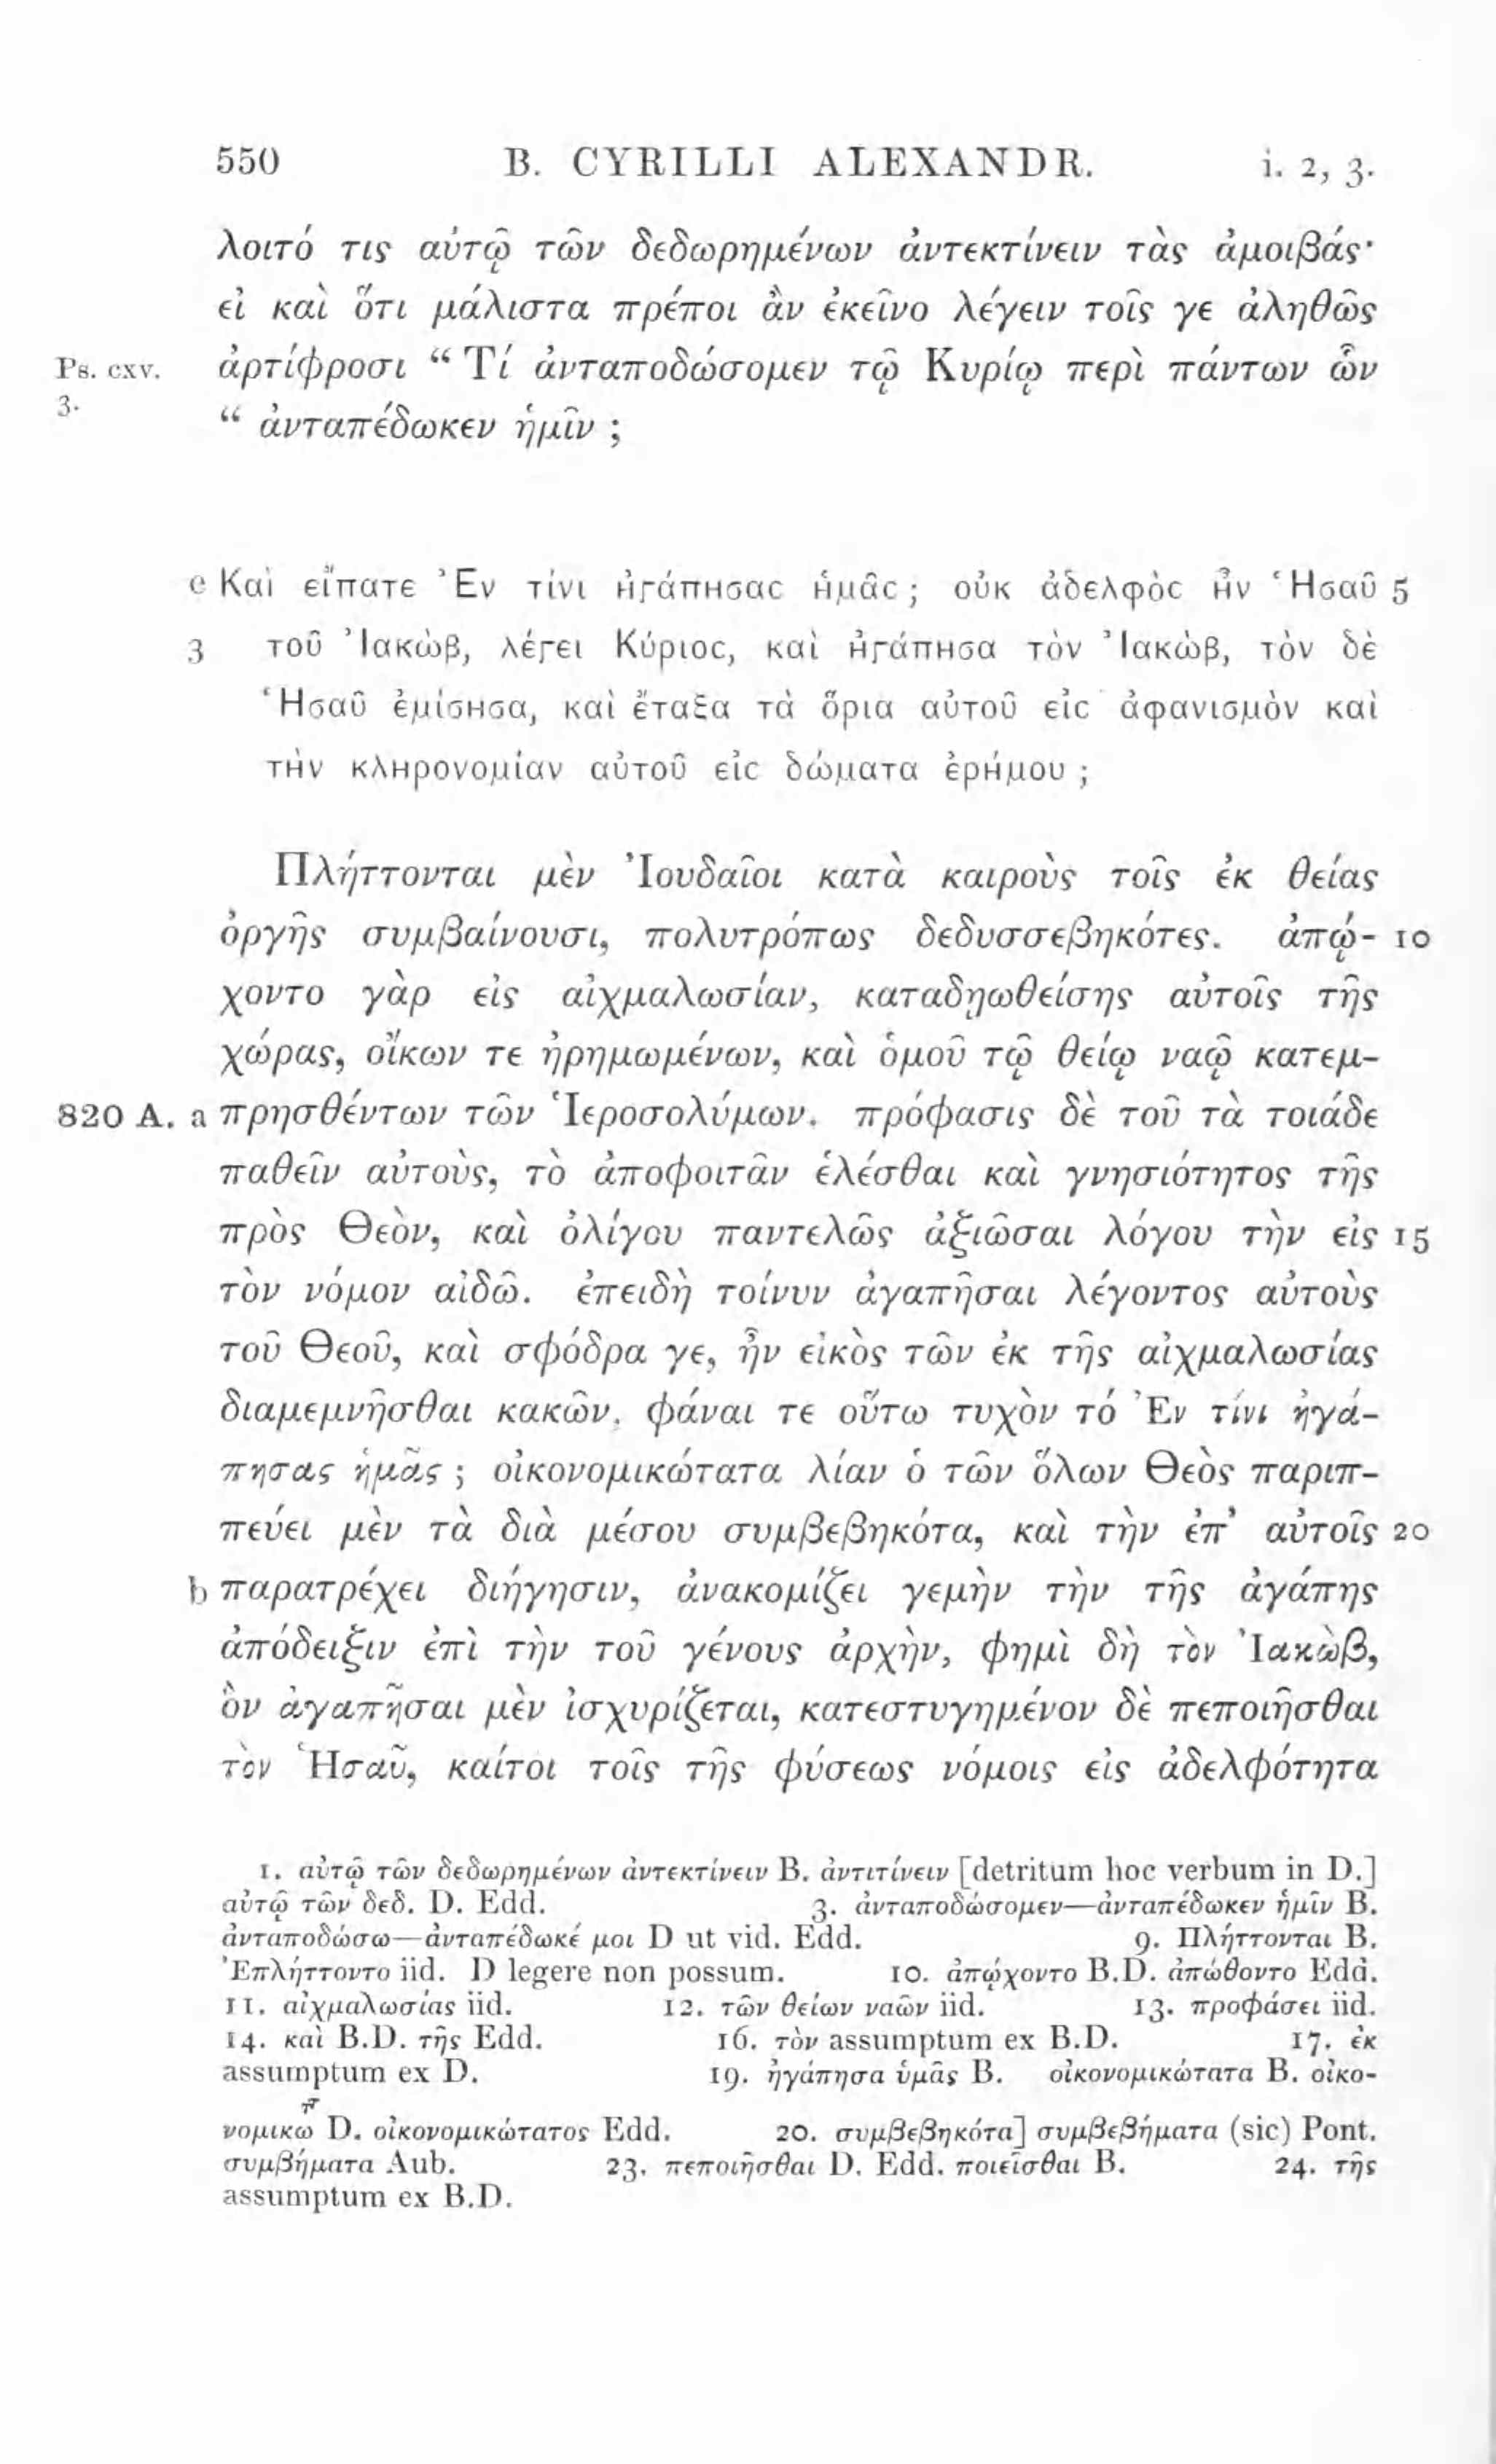 550 B. CYRILLI ALEXANDR. i. 2, 3.
λοιτό τις αὐτῷ τῶν δεδωρημένων ἀντεκτίνειν τὰς ἀμοιβάς·
εἰ καὶ ὅτι μάλιστα πρέποι ἂν ἐκεῖνο λέγειν τοῖς γε ἀληθῶς
Ps. cxv. ἀρτίφροσι “ Τί ἀνταποδώσομεν τῷ Κυρίῳ περὶ πάντων ὧν
3. “ ἀνταπέδωκεν ἡμῖν ;
e Καὶ εἴπατε Ἐν τίνι ἠγάπησας ἡμᾶς ; οὐκ ἀδελφὸς ἦν Ἡσαῦ 5
3 τοῦ Ἰακὼβ, λέγει Κύριος, καὶ ἠγάπησα τὸν Ἰακὼβ, τὸν δὲ
Ἡσαῦ ἐμίσησα, καὶ ἔταξα τὰ ὅρια αὐτοῦ εἰς ἀφανισμὸν καὶ
τὴν κληρονομίαν αὐτοῦ εἰς δώματα ἐρήμου ;
Πλήττονται μὲν Ἰουδαῖοι κατὰ καιροὺς τοῖς ἐκ θείας
ὀργῆς συμβαίνουσι, πολυτρόπως δεδυσσεβηκότες. ἀπῴ- 10
χοντο γὰρ εἰς αἰχμαλωσίαν, καταδῃωθείσης αὐτοῖς τῆς
χώρας, οἴκων τε ἠρημωμένων, καὶ ὁμοῦ τῷ θείῳ ναῷ κατεμ-
820 A. a πρησθέντων τῶν Ἱεροσολύμων. πρόφασις δὲ τοῦ τὰ τοιάδε
παθεῖν αὐτοὺς, τὸ ἀποφοιτᾶν ἑλέσθαι καὶ γνησιότητος τῆς
πρὸς Θεὸν, καὶ ὀλίγου παντελῶς ἀξιῶσαι λόγου τὴν εἰς 15
τὸν νόμον αἰδῶ. ἐπειδὴ τοίνυν ἀγαπῆσαι λέγοντος αὐτοὺς
τοῦ Θεοῦ, καὶ σφόδρα γε, ἦν εἰκὸς τῶν ἐκ τῆς αἰχμαλωσίας
διαμεμνῆσθαι κακῶν, φάναι τε οὕτω τυχὸν τό Ἐν τίνι ἠγά-
πησας ἡμᾶς ; οἰκονομικώτατα λίαν ὁ τῶν ὅλων Θεὸς παριπ-
πεύει μὲν τὰ διὰ μέσου συμβεβηκότα, καὶ τὴν ἐπ’ αὐτοῖς 20
b παρατρέχει διήγησιν, ἀνακομίζει γεμὴν τὴν τῆς ἀγάπης
ἀπόδειξιν ἐπὶ τὴν τοῦ γένους ἀρχὴν, φημὶ δὴ τὸν Ἰακὼβ,
ὃν ἀγαπῆσαι μὲν ἰσχυρίζεται, κατεστυγημένον δὲ πεποιῆσθαι
τὸν Ἡσαῦ, καίτοι τοῖς τῆς φύσεως νόμοις εἰς ἀδελφότητα
1. αὐτῷ τῶν δεδωρημένων ἀντεκτίνειν B. ἀντιτίνειν [detritum hoc verbum in D.]
αὐτῷ τῶν δεδ. D. Edd. 3. ἀνταποδώσομεν—ἀνταπέδωκεν ἡμῖν B.
ἀνταποδώσω—ἀνταπέδωκέ μοι D ut vid. Edd. 9. Πλήττονται B.
Ἐπλήττοντο iid. D legere non possum. 10. ἀπῴχοντο B.D. ἀπώθοντο Edd.
11. αἰχμαλωσίας iid. 12. τῶν θείων ναῶν iid. 13. προφάσει iid.
14. καὶ B.D. τῆς Edd. 16. τὸν assumptum ex B.D. 17. ἐκ
assumptum ex D. 19. ἠγάπησα ὑμᾶς B. οἰκονομικώτατα B. οἰκο-
νομικω D. οἰκονομικώτατος Edd. 20. συμβεβηκότα] συμβεβήματα (sic) Pont.
συμβήματα Aub. 23. πεποιῆσθαι D. Edd. ποιεῖσθαι B. 24. τῆς
assumptum ex B.D.